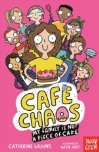 CAFÉ
CHAOS
MY FAMILY IS NOT
A PIECE OF CAKE
CATHERINE WILKINS